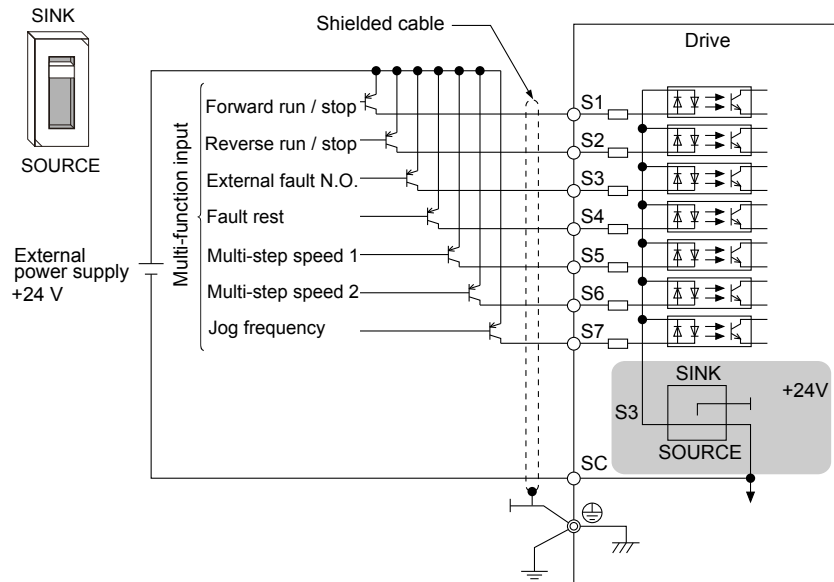 SINK
SOURCE
Shielded cable
Drive
Multi-function input
Forward run / stop
Reverse run / stop
External fault N.O.
Fault rest
Multi-step speed 1
Multi-step speed 2
Jog frequency
External
power supply
+24 V
S1
S2
S3
S4
S5
S6
S7
SINK
+24V
S3
SOURCE
SC